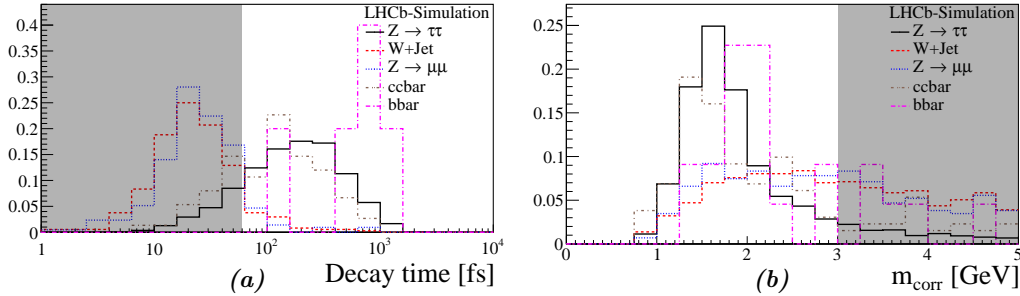 LHCb-Simulation
Z → ττ
W+Jet
Z → μμ
ccbar
bbar
0.4
0.35
0.3
0.25
0.2
0.15
0.1
0.05
0
1 10 10² 10³ 10⁴
(a) Decay time [fs]
LHCb-Simulation
Z → ττ
W+Jet
Z → μμ
ccbar
bbar
0.25
0.2
0.15
0.1
0.05
0
0 1 2 3 4 5
(b) m_corr [GeV]